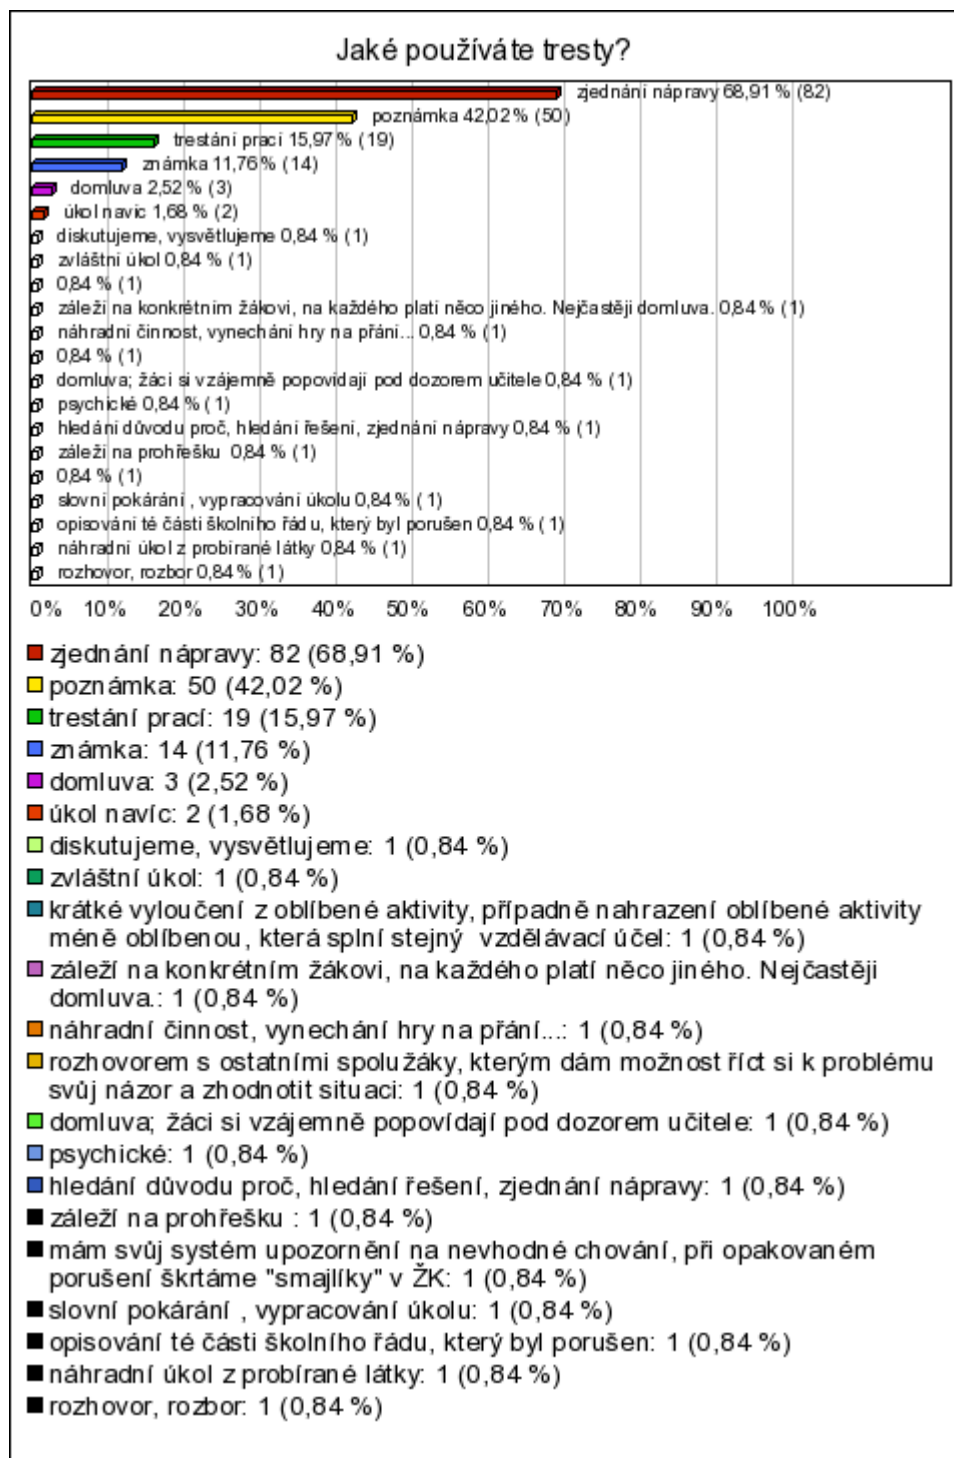 Jaké používáte tresty?
zjednání nápravy 68,91 % (82)
poznámka 42,02 % (50)
trestání prací 15,97 % (19)
známka 11,76 % (14)
domluva 2,52 % (3)
úkol navíc 1,68 % (2)
diskutujeme, vysvětlujeme 0,84 % (1)
zvláštní úkol 0,84 % (1)
0,84 % (1)
záleží na konkrétním žákovi, na každého platí něco jiného. Nejčastěji domluva. 0,84 % (1)
náhradní činnost, vynechání hry na přání... 0,84 % (1)
0,84 % (1)
domluva; žáci si vzájemně popovídají pod dozorem učitele 0,84 % (1)
psychické 0,84 % (1)
hledání důvodu proč, hledání řešení, zjednání nápravy 0,84 % (1)
záleží na prohřešku 0,84 % (1)
0,84 % (1)
slovní pokárání , vypracování úkolu 0,84 % (1)
opisování té části školního řádu, který byl porušen 0,84 % (1)
náhradní úkol z probírané látky 0,84 % (1)
rozhovor, rozbor 0,84 % (1)
0% 10% 20% 30% 40% 50% 60% 70% 80% 90% 100%
zjednání nápravy: 82 (68,91 %)
poznámka: 50 (42,02 %)
trestání prací: 19 (15,97 %)
známka: 14 (11,76 %)
domluva: 3 (2,52 %)
úkol navíc: 2 (1,68 %)
diskutujeme, vysvětlujeme: 1 (0,84 %)
zvláštní úkol: 1 (0,84 %)
krátké vyloučení z oblíbené aktivity, případně nahrazení oblíbené aktivity
méně oblíbenou, která splní stejný vzdělávací účel: 1 (0,84 %)
záleží na konkrétním žákovi, na každého platí něco jiného. Nejčastěji
domluva.: 1 (0,84 %)
náhradní činnost, vynechání hry na přání...: 1 (0,84 %)
rozhovorem s ostatními spolužáky, kterým dám možnost říct si k problému
svůj názor a zhodnotit situaci: 1 (0,84 %)
domluva; žáci si vzájemně popovídají pod dozorem učitele: 1 (0,84 %)
psychické: 1 (0,84 %)
hledání důvodu proč, hledání řešení, zjednání nápravy: 1 (0,84 %)
záleží na prohřešku : 1 (0,84 %)
mám svůj systém upozornění na nevhodné chování, při opakovaném
porušení škrtáme "smajlíky" v ŽK: 1 (0,84 %)
slovní pokárání , vypracování úkolu: 1 (0,84 %)
opisování té části školního řádu, který byl porušen: 1 (0,84 %)
náhradní úkol z probírané látky: 1 (0,84 %)
rozhovor, rozbor: 1 (0,84 %)